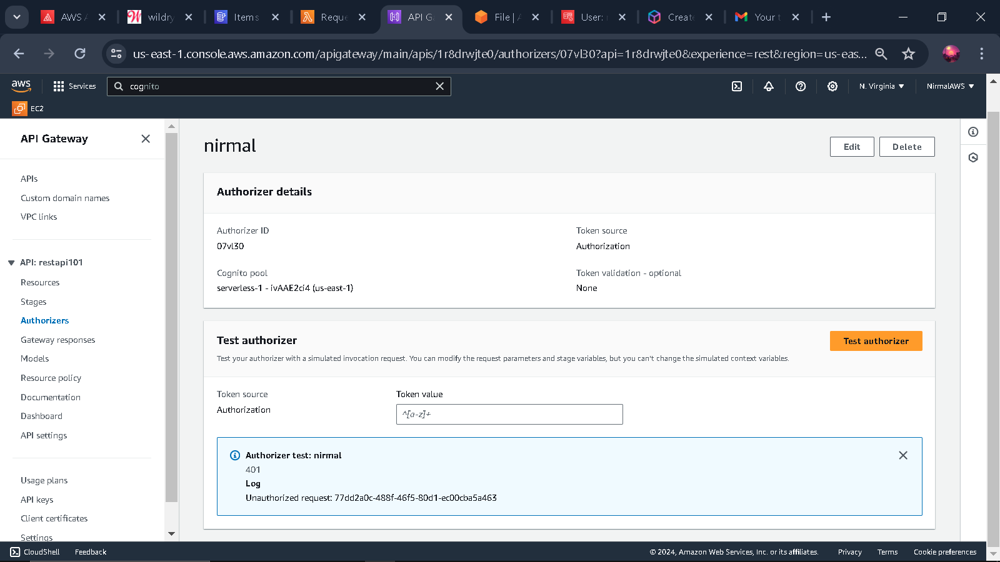 AWS A
wildry
Items
Reque
API G
File | A
User:
Create
Your t
us-east-1.console.aws.amazon.com/apigateway/main/apis/1r8drwjte0/authorizers/07vl30?api=1r8drwjte0&experience=rest&region=us-eas...
aws
Services
cognito
N. Virginia
NirmalAWS
EC2
API Gateway
APIs
Custom domain names
VPC links
API: restapi101
Resources
Stages
Authorizers
Gateway responses
Models
Resource policy
Documentation
Dashboard
API settings
Usage plans
API keys
Client certificates
Settings
nirmal
Edit
Delete
Authorizer details
Authorizer ID
07vl30
Token source
Authorization
Cognito pool
serverless-1 - ivAAE2ci4 (us-east-1)
Token validation - optional
None
Test authorizer
Test authorizer
Test your authorizer with a simulated invocation request. You can modify the request parameters and stage variables, but you can't change the simulated context variables.
Token source
Authorization
Token value
^[a-z]+
Authorizer test: nirmal
401
Log
Unauthorized request: 77dd2a0c-488f-46f5-80d1-ec00cba5a463
CloudShell
Feedback
© 2024, Amazon Web Services, Inc. or its affiliates.
Privacy
Terms
Cookie preferences